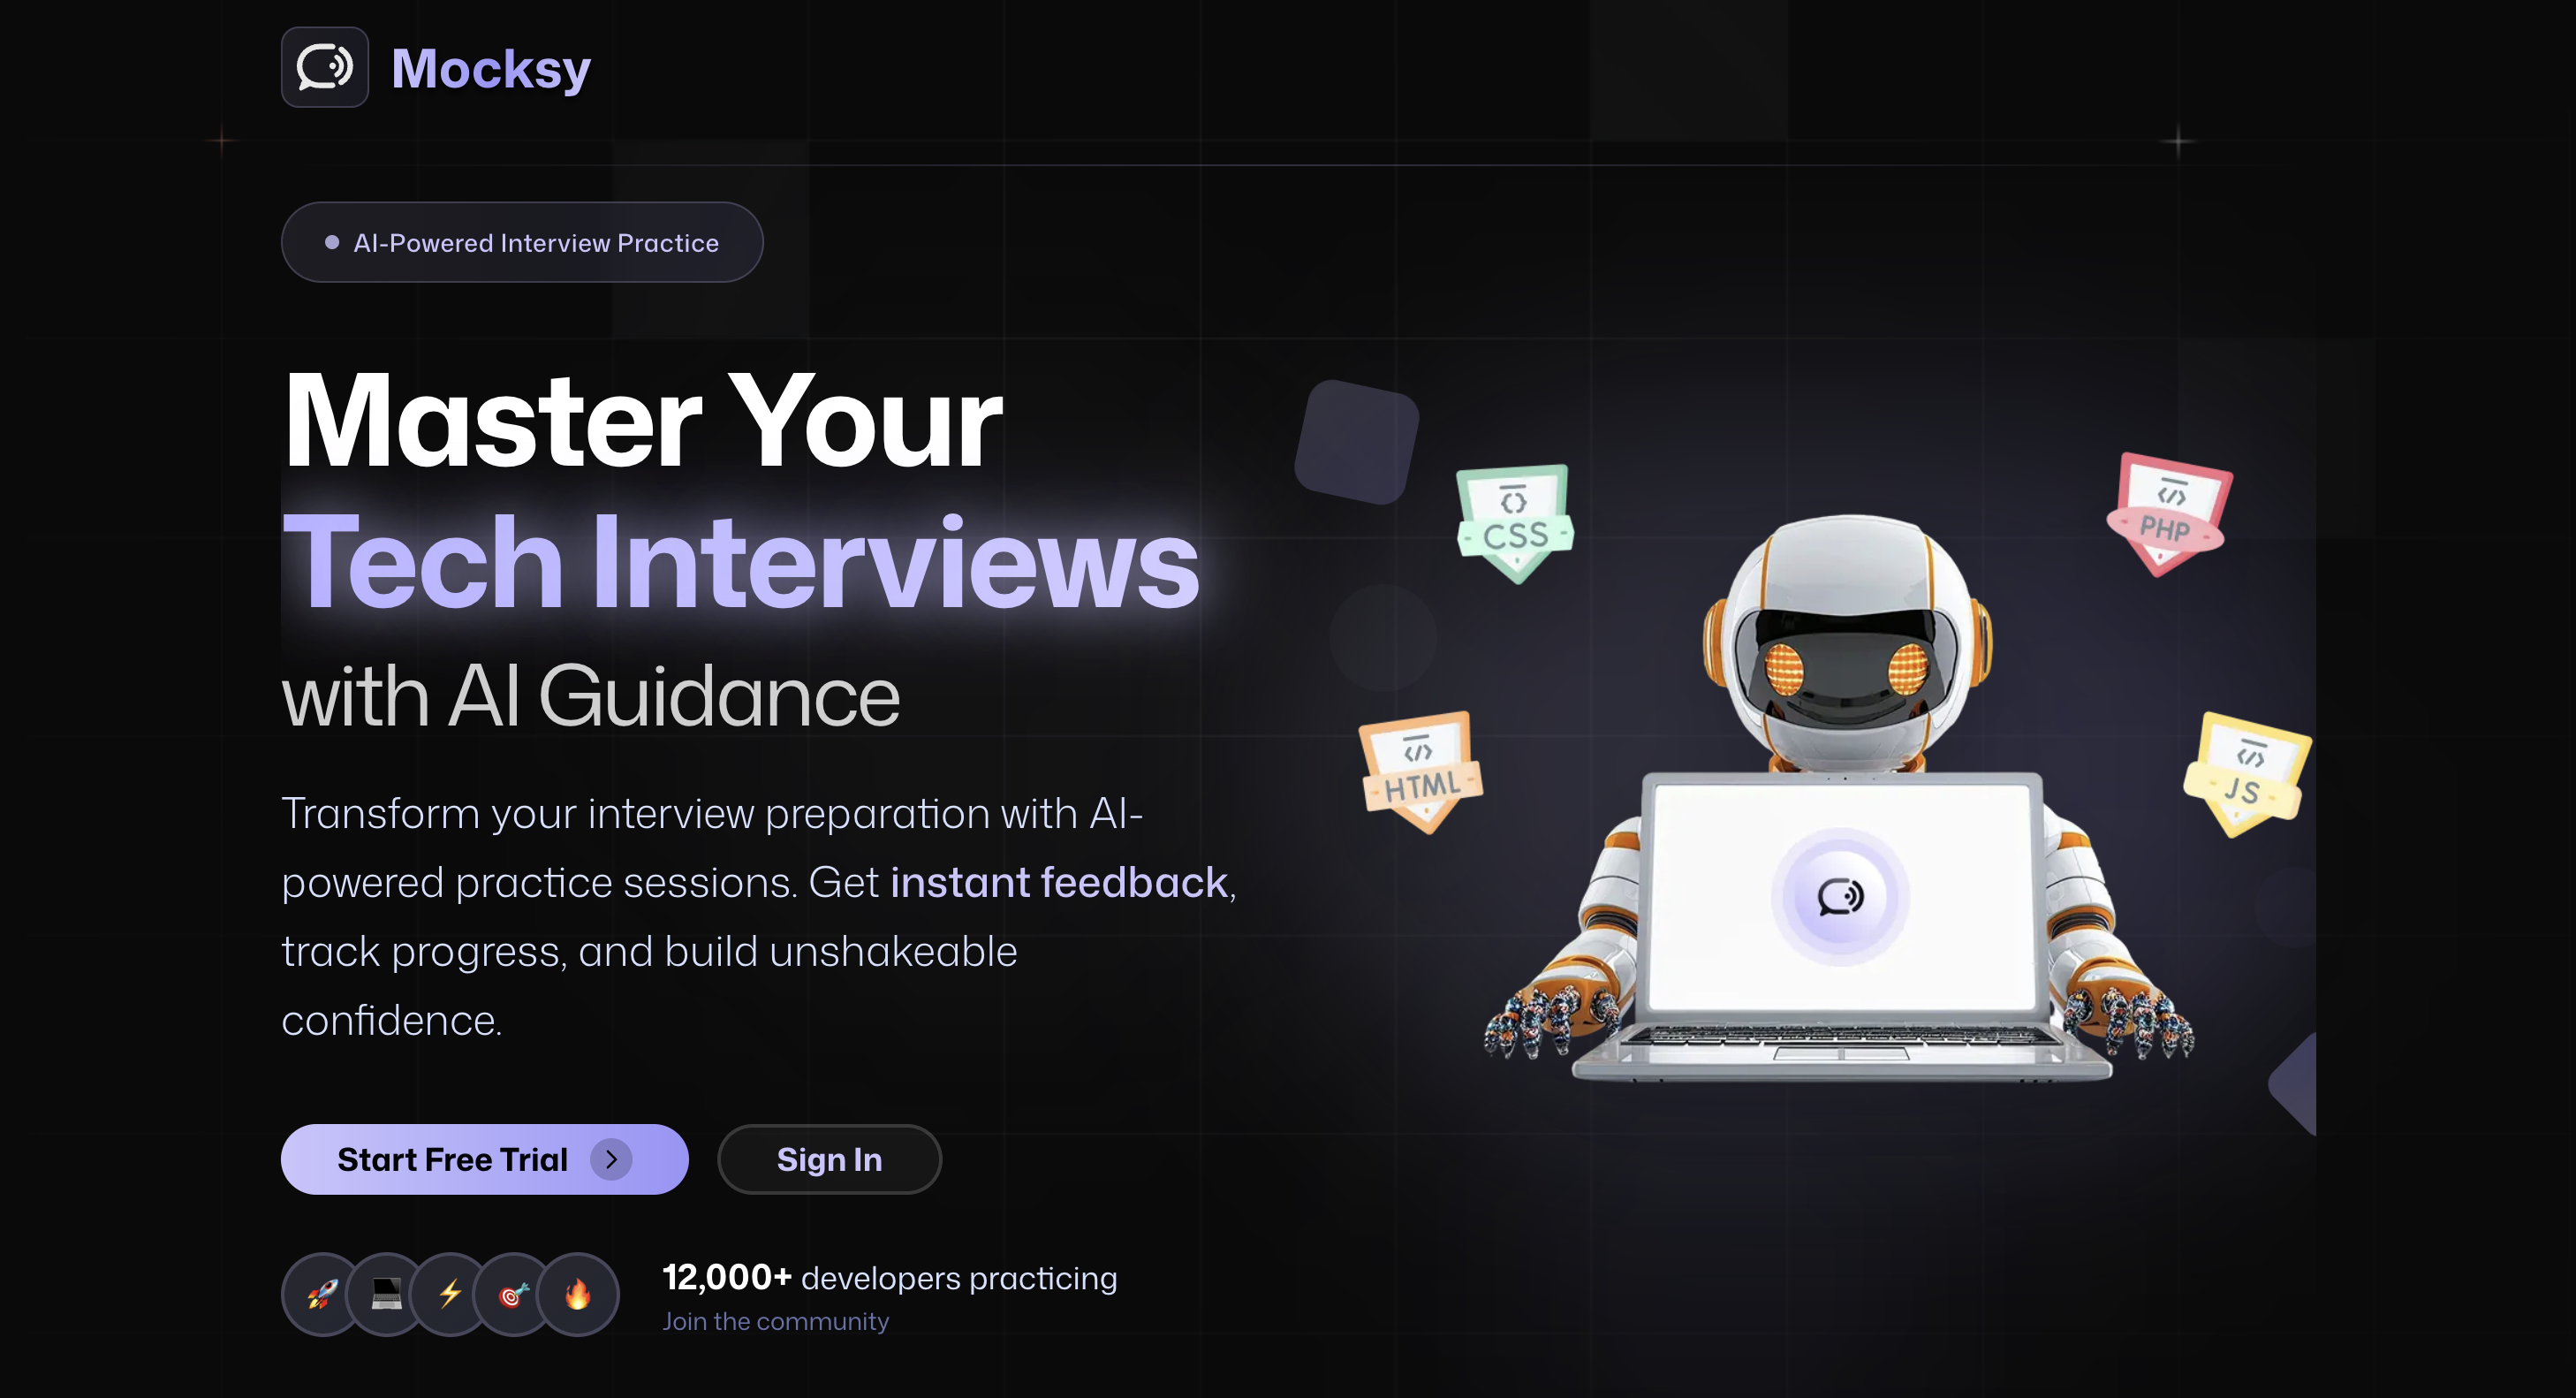 Mocksy
AI-Powered Interview Practice
Master Your
Tech Interviews
with AI Guidance
Transform your interview preparation with AI-
powered practice sessions. Get instant feedback,
track progress, and build unshakeable
confidence.
Start Free Trial
Sign In
12,000+ developers practicing
Join the community
CSS
PHP
HTML
JS